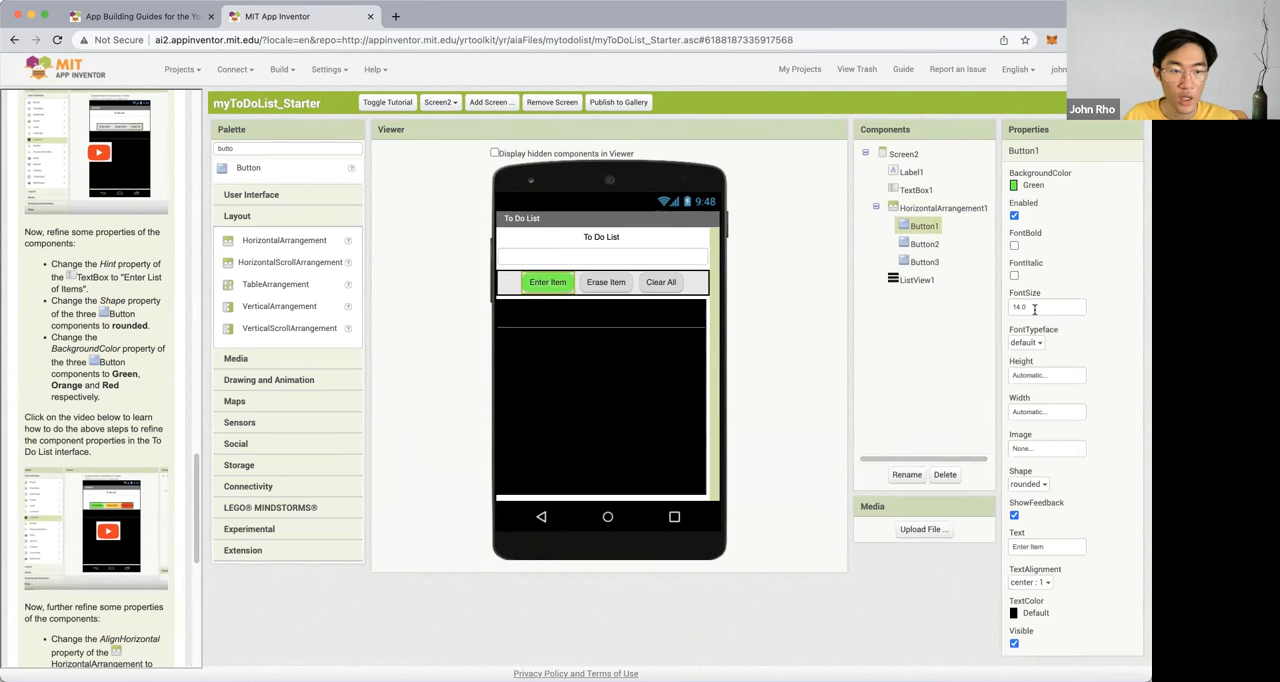 App Building Guides for the Yo
MIT App Inventor
Not Secure
ai2.appinventor.mit.edu/?locale=en&repo=http://appinventor.mit.edu/yrtoolkit/yr/aiaFiles/mytodolist/myToDoList_Starter.asc#6188187335917568
MIT
APP INVENTOR
Projects
Connect
Build
Settings
Help
My Projects
View Trash
Guide
Report an Issue
English
john
John Rho
myToDoList_Starter
Toggle Tutorial
Screen2
Add Screen ...
Remove Screen
Publish to Gallery
Now, refine some properties of the
components:
Change the Hint property of
the TextBox to "Enter List
of Items".
Change the Shape property
of the three Button
components to rounded.
Change the
BackgroundColor property of
the three Button
components to Green,
Orange and Red
respectively.
Click on the video below to learn
how to do the above steps to refine
the component properties in the To
Do List interface.
Now, further refine some properties
of the components:
Change the AlignHorizontal
property of the
HorizontalArrangement to
Palette
butto
Button
User Interface
Layout
HorizontalArrangement
HorizontalScrollArrangement
TableArrangement
VerticalArrangement
VerticalScrollArrangement
Media
Drawing and Animation
Maps
Sensors
Social
Storage
Connectivity
LEGO® MINDSTORMS®
Experimental
Extension
Viewer
Display hidden components in Viewer
9:48
To Do List
To Do List
Enter Item
Erase Item
Clear All
Components
Screen2
Label1
TextBox1
HorizontalArrangement1
Button1
Button2
Button3
ListView1
Rename
Delete
Media
Upload File ...
Properties
Button1
BackgroundColor
Green
Enabled
FontBold
FontItalic
FontSize
14.0
FontTypeface
default
Height
Automatic...
Width
Automatic...
Image
None...
Shape
rounded
ShowFeedback
Text
Enter Item
TextAlignment
center : 1
TextColor
Default
Visible
Privacy Policy and Terms of Use